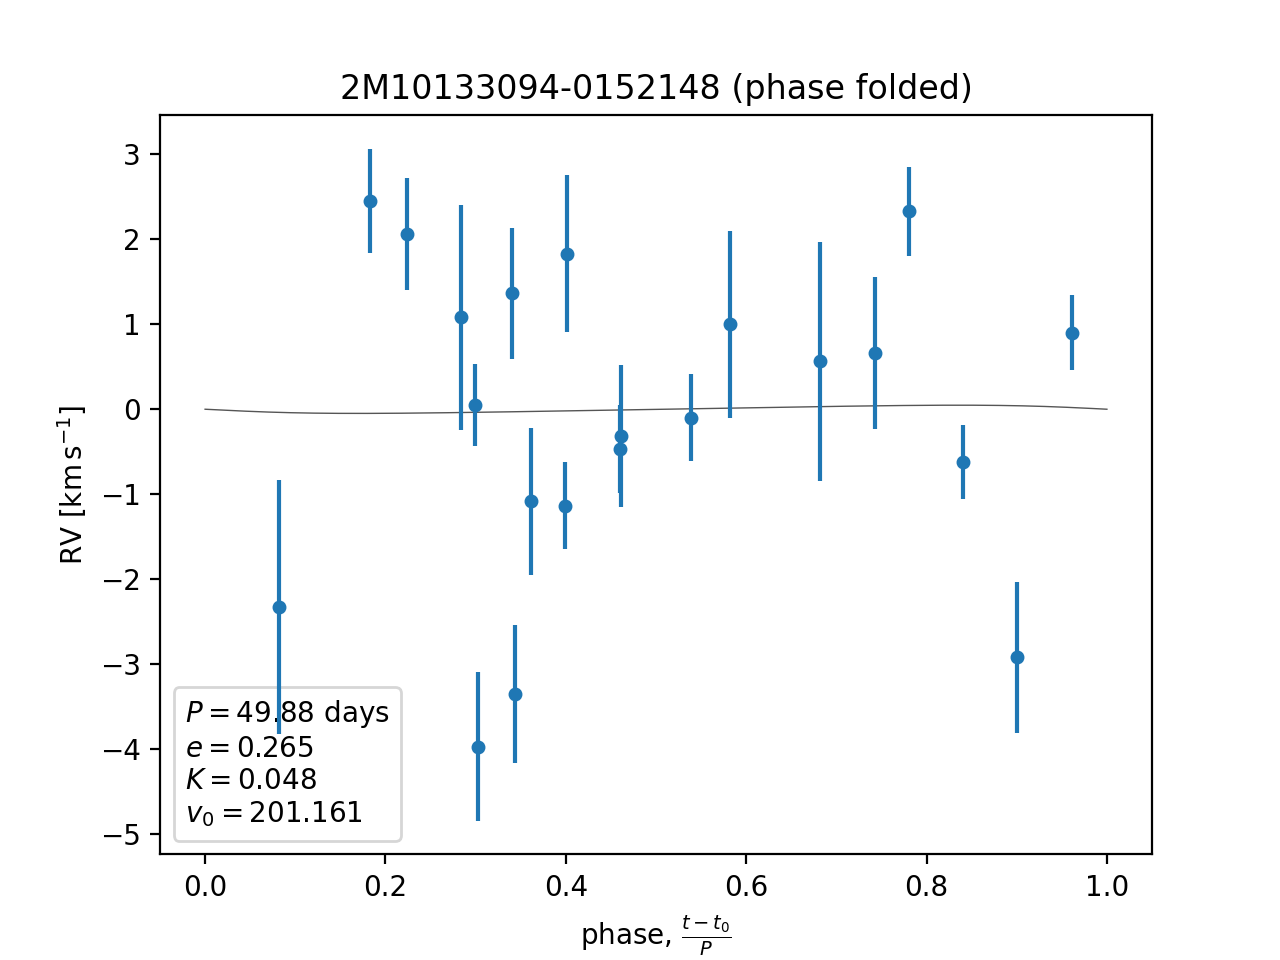 2M10133094-0152148 (phase folded)
RV [km s⁻¹]
3
2
1
0
−1
−2
−3
−4
−5
P = 49.88 days
e = 0.265
K = 0.048
v₀ = 201.161
0.0 0.2 0.4 0.6 0.8 1.0
phase, (t − t₀)/P